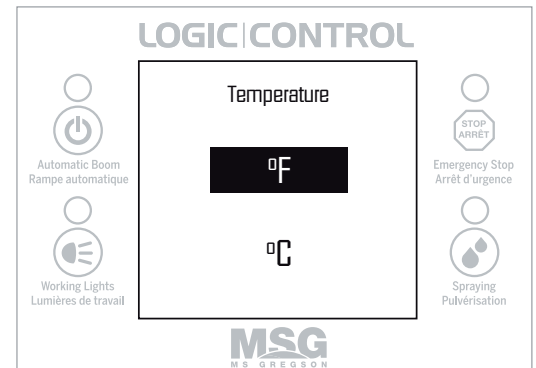 LOGIC|CONTROL
Temperature
°F
°C
Automatic Boom
Rampe automatique
Working Lights
Lumières de travail
STOP
ARRÊT
Emergency Stop
Arrêt d'urgence
Spraying
Pulvérisation
MSG
MS GREGSON